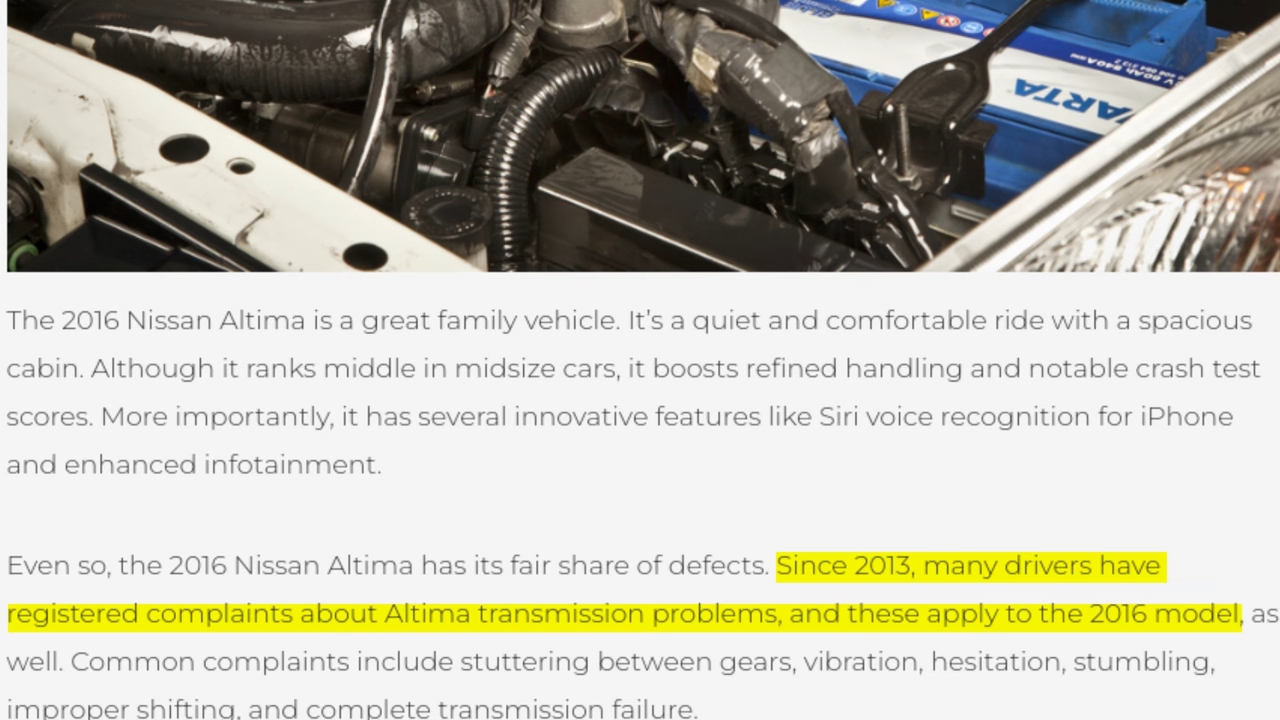 VARTA
The 2016 Nissan Altima is a great family vehicle. It’s a quiet and comfortable ride with a spacious
cabin. Although it ranks middle in midsize cars, it boosts refined handling and notable crash test
scores. More importantly, it has several innovative features like Siri voice recognition for iPhone
and enhanced infotainment.
Even so, the 2016 Nissan Altima has its fair share of defects. Since 2013, many drivers have
registered complaints about Altima transmission problems, and these apply to the 2016 model, as
well. Common complaints include stuttering between gears, vibration, hesitation, stumbling,
improper shifting, and complete transmission failure.